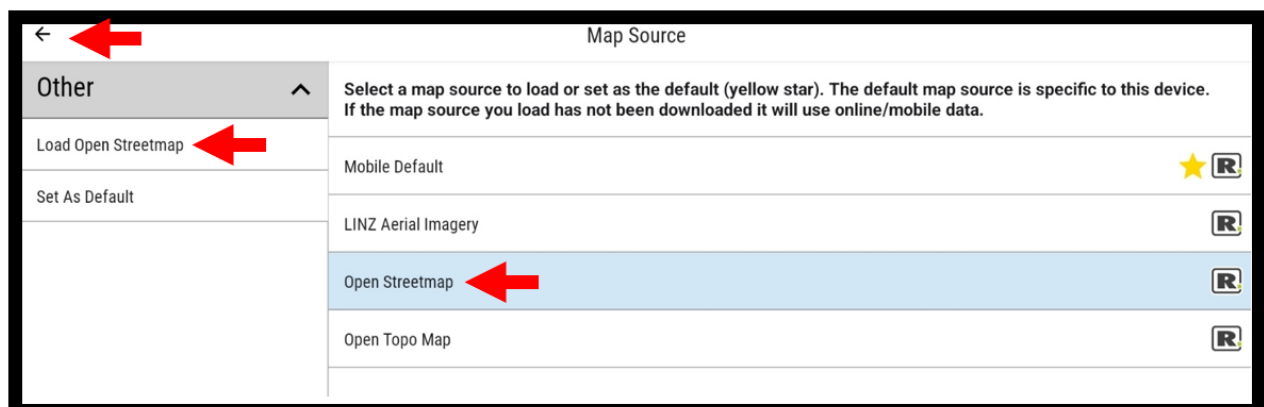 Map Source
Other
Load Open Streetmap
Set As Default
Select a map source to load or set as the default (yellow star). The default map source is specific to this device.
If the map source you load has not been downloaded it will use online/mobile data.
Mobile Default
R
LINZ Aerial Imagery
R
Open Streetmap
R
Open Topo Map
R